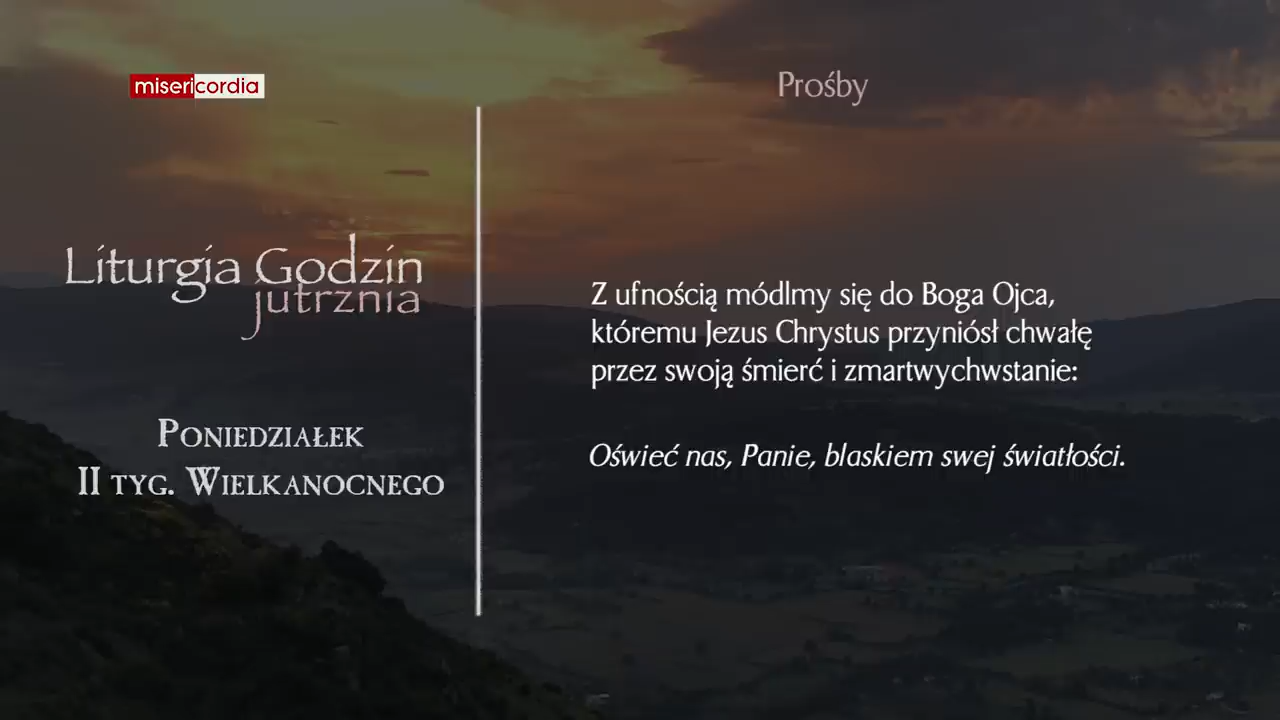 misericordia
Prośby
Liturgia Godzin
jutrznia
Poniedziałek
II tyg. Wielkanocnego
Z ufnością módlmy się do Boga Ojca,
któremu Jezus Chrystus przyniósł chwałę
przez swoją śmierć i zmartwychwstanie:
Oświeć nas, Panie, blaskiem swej światłości.